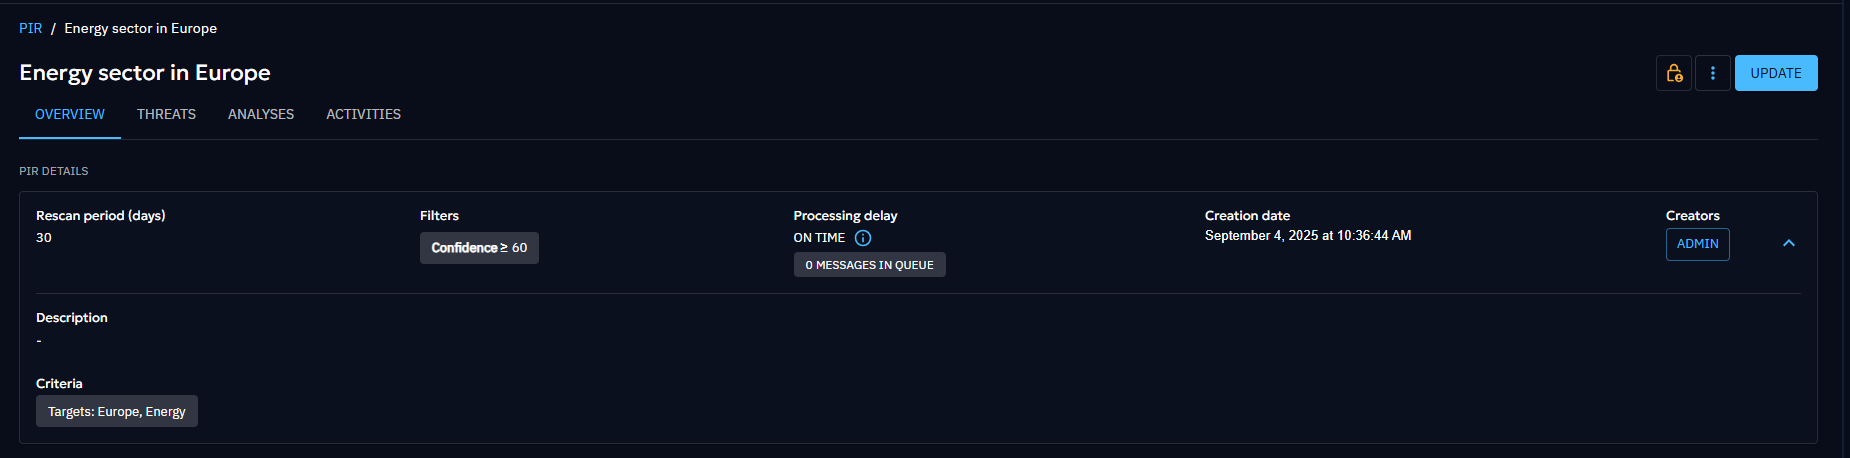 PIR / Energy sector in Europe
Energy sector in Europe
UPDATE
OVERVIEW THREATS ANALYSES ACTIVITIES
PIR DETAILS
Rescan period (days) Filters Processing delay Creation date Creators
30 Confidence ≥ 60 ON TIME September 4, 2025 at 10:36:44 AM ADMIN
0 MESSAGES IN QUEUE
Description
-
Criteria
Targets: Europe, Energy